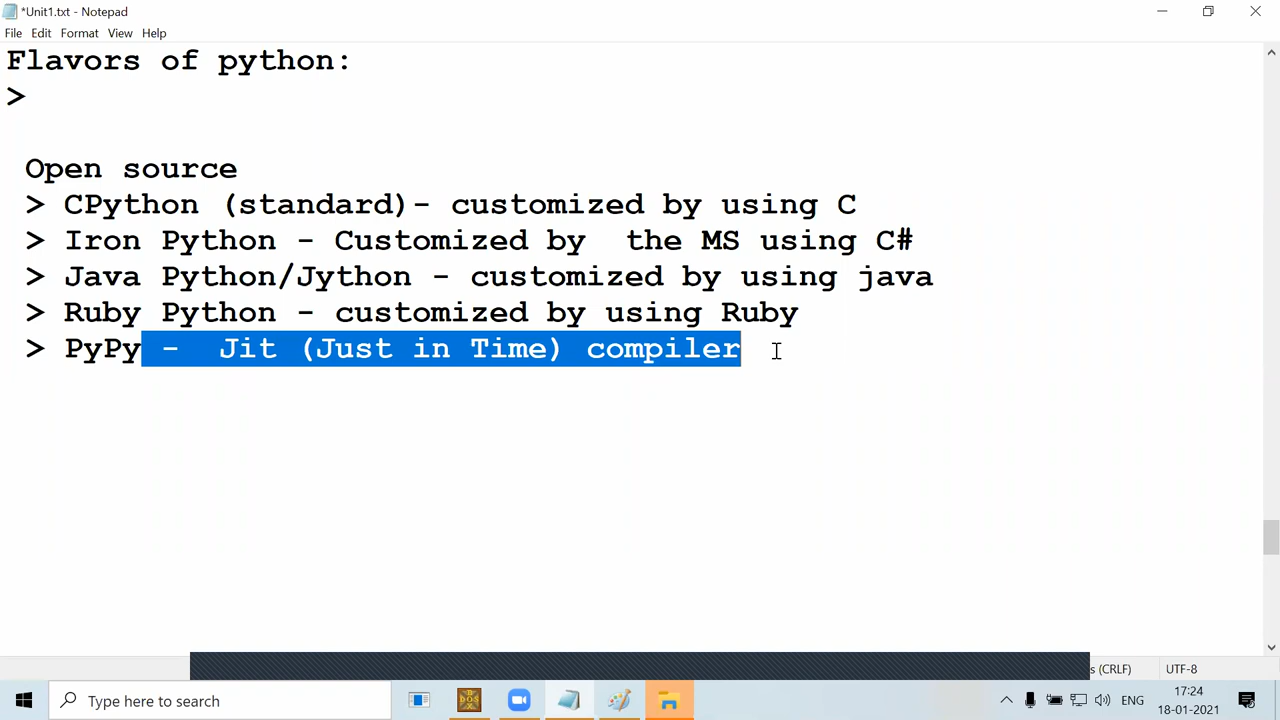 *Unit1.txt - Notepad
File Edit Format View Help
Flavors of python:
>
Open source
> CPython (standard)- customized by using C
> Iron Python - Customized by  the MS using C#
> Java Python/Jython - customized by using java
> Ruby Python - customized by using Ruby
> PyPy -  Jit (Just in Time) compiler
s (CRLF) UTF-8
Type here to search
ENG
17:24
18-01-2021